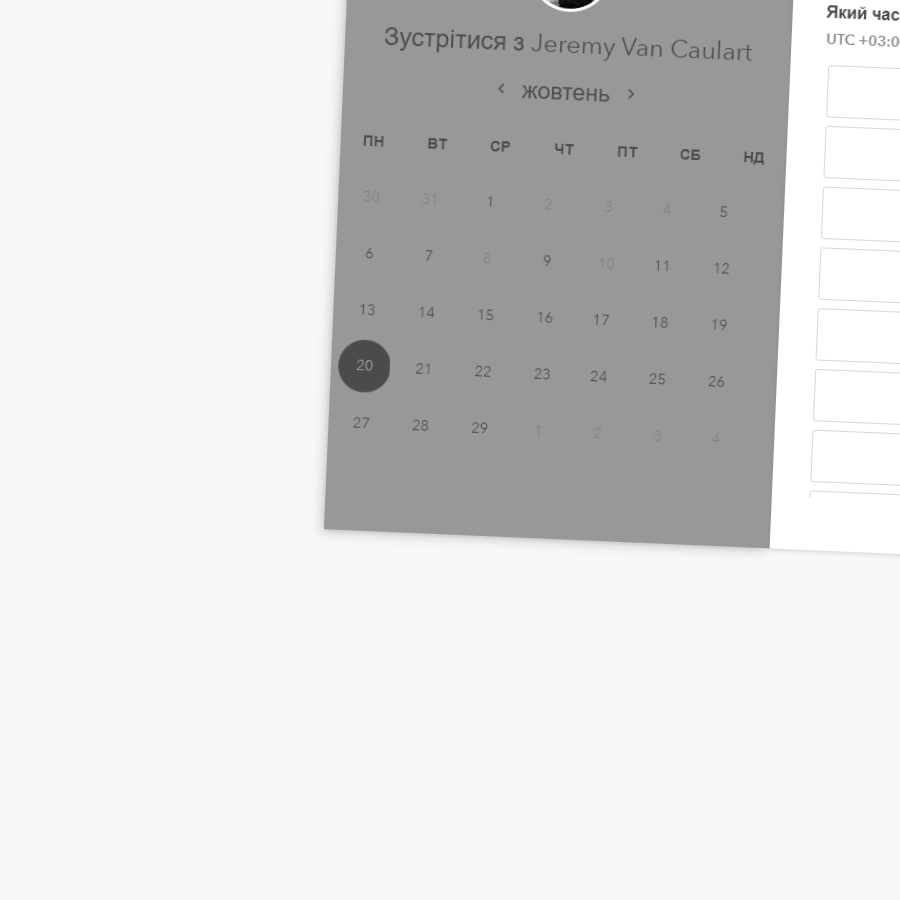 Зустрітися з Jeremy Van Caulart
‹ жовтень ›
ПН ВТ СР ЧТ ПТ СБ НД
30 31 1 2 3 4 5
6 7 8 9 10 11 12
13 14 15 16 17 18 19
20 21 22 23 24 25 26
27 28 29 1 2 3 4
Який час
UTC +03:0